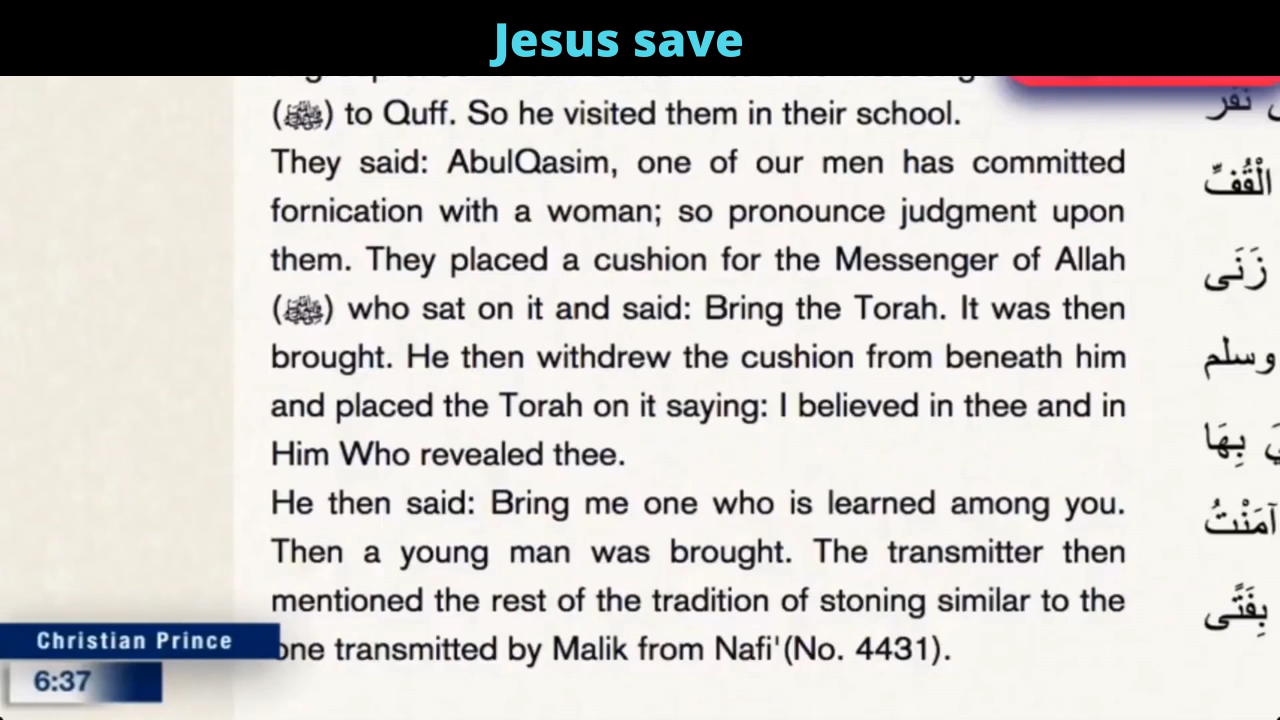 Jesus save
(ﷺ) to Quff. So he visited them in their school.
They said: AbulQasim, one of our men has committed
fornication with a woman; so pronounce judgment upon
them. They placed a cushion for the Messenger of Allah
(ﷺ) who sat on it and said: Bring the Torah. It was then
brought. He then withdrew the cushion from beneath him
and placed the Torah on it saying: I believed in thee and in
Him Who revealed thee.
He then said: Bring me one who is learned among you.
Then a young man was brought. The transmitter then
mentioned the rest of the tradition of stoning similar to the
one transmitted by Malik from Nafi'(No. 4431).
نفر
الْقُفِّ
زَنَى
وسلم
بِهَا
آمَنْتُ
بِفَتًى
Christian Prince
6:37